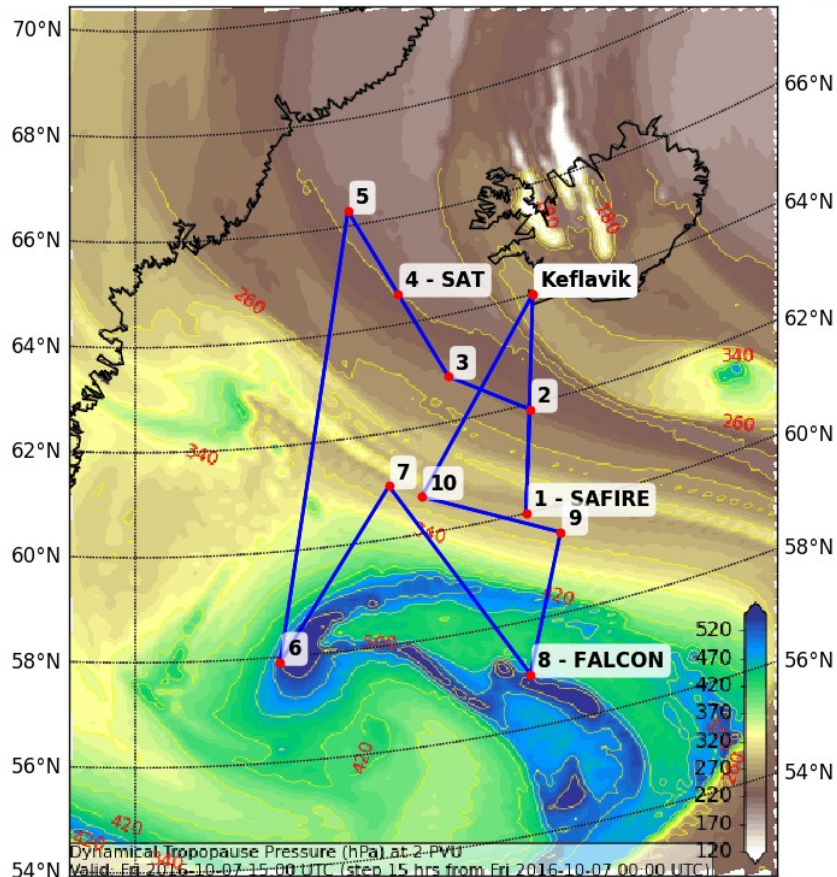 70°N
68°N
66°N
64°N
62°N
60°N
58°N
56°N
54°N
66°N
64°N
62°N
60°N
58°N
56°N
54°N
5
4 - SAT
Keflavik
3
2
7
10
1 - SAFIRE
9
6
8 - FALCON
260
180
340
260
340
340
420
500
420
420
420
340
520
470
420
370
320
270
220
170
120
Dynamical Tropopause Pressure (hPa) at 2 PVU
Valid: Fri 2016-10-07 15:00 UTC (step 15 hrs from Fri 2016-10-07 00:00 UTC)